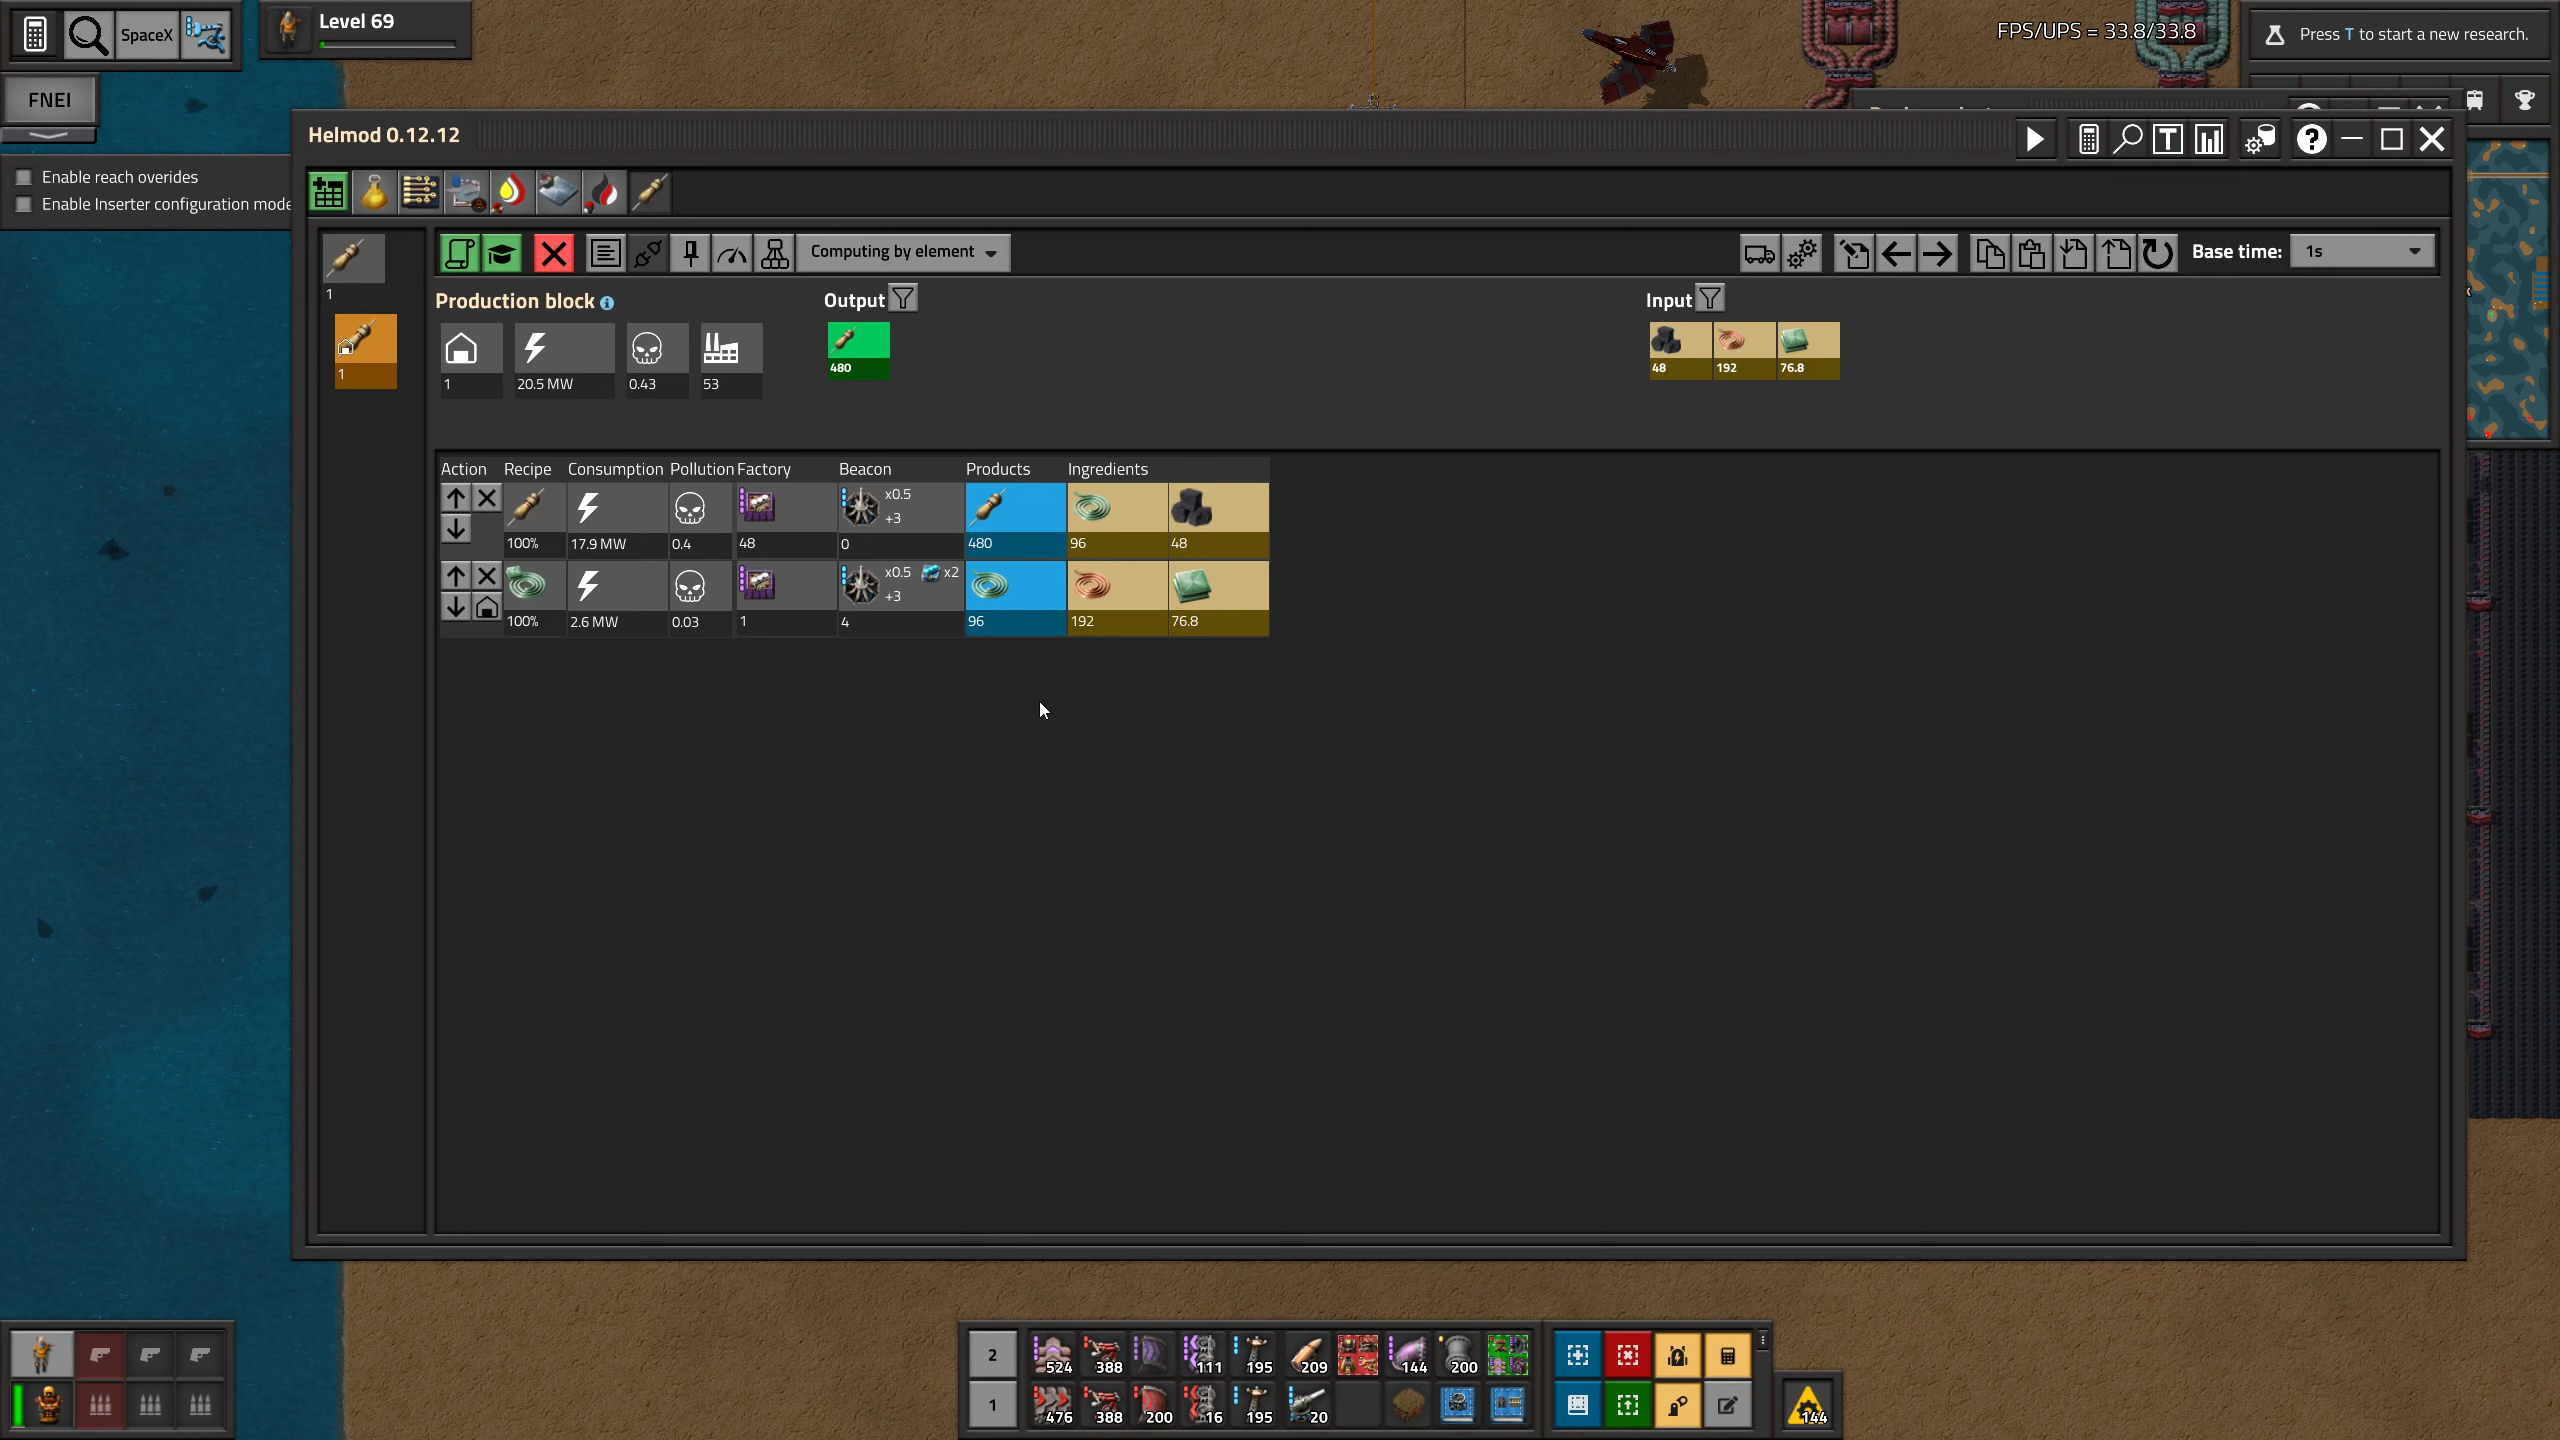 SpaceX
Level 69
FPS/UPS = 33.8/33.8
Press T to start a new research.
FNEI
Helmod 0.12.12
Enable reach overides
Enable Inserter configuration mode
1
1
Computing by element
Base time:
1s
Production block
Output
Input
1
20.5 MW
0.43
53
480
48
192
76.8
Action Recipe Consumption Pollution Factory Beacon Products Ingredients
x0.5
+3
100% 17.9 MW 0.4 48 0 480 96 48
x0.5 x2
+3
100% 2.6 MW 0.03 1 4 96 192 76.8
2 524 388 111 195 209 144 200
1 476 388 200 16 195 20
144